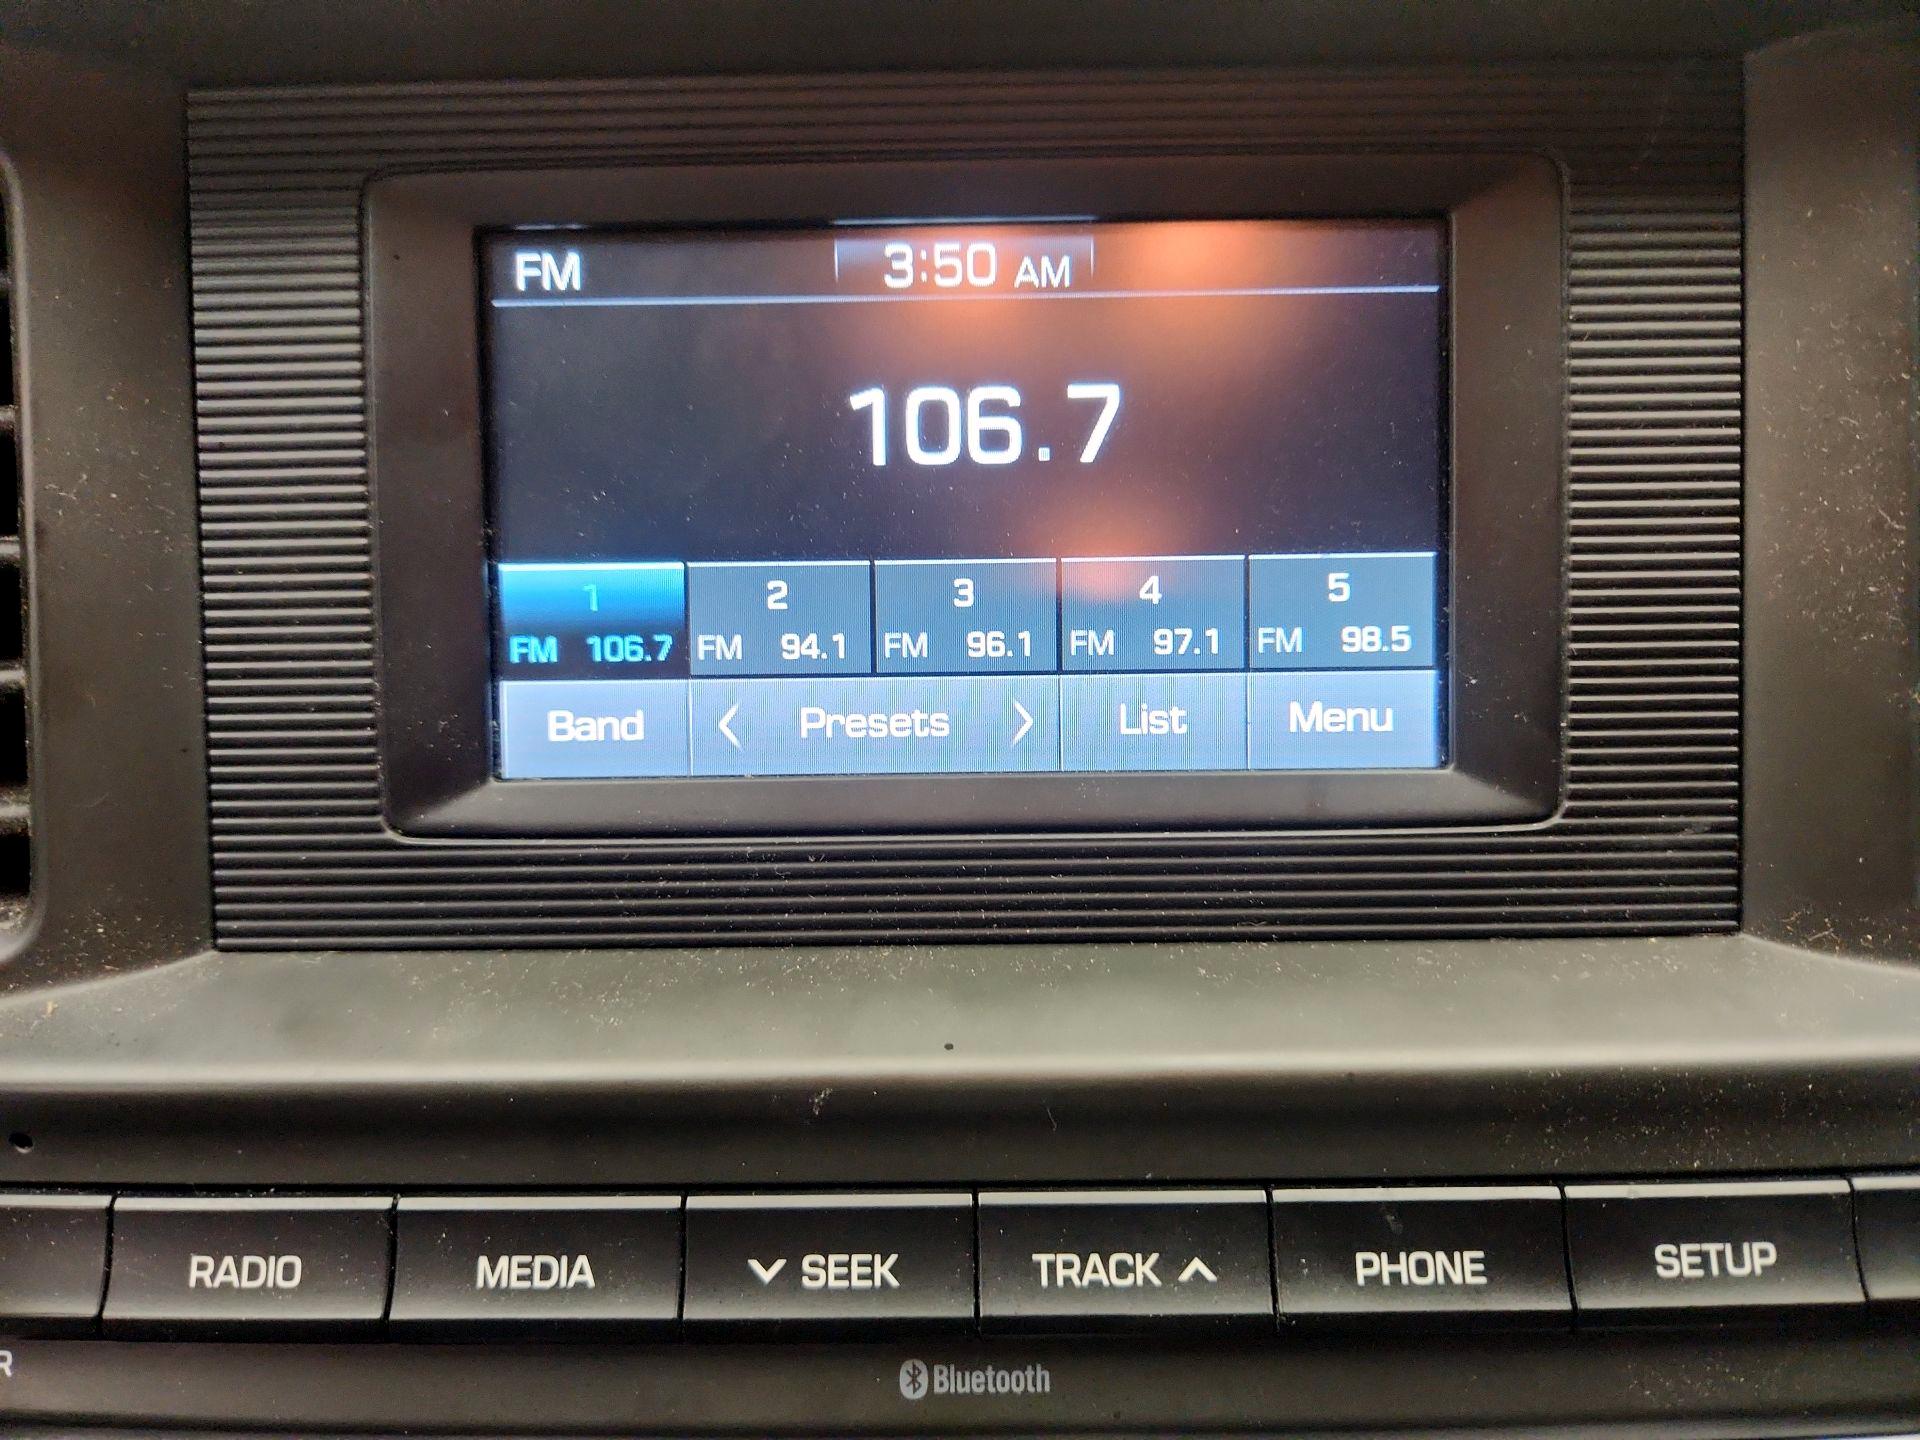 FM 3:50 AM
106.7
1 2 3 4 5
FM 106.7 FM 94.1 FM 96.1 FM 97.1 FM 98.5
Band < Presets > List Menu
RADIO MEDIA SEEK TRACK PHONE SETUP
R
Bluetooth